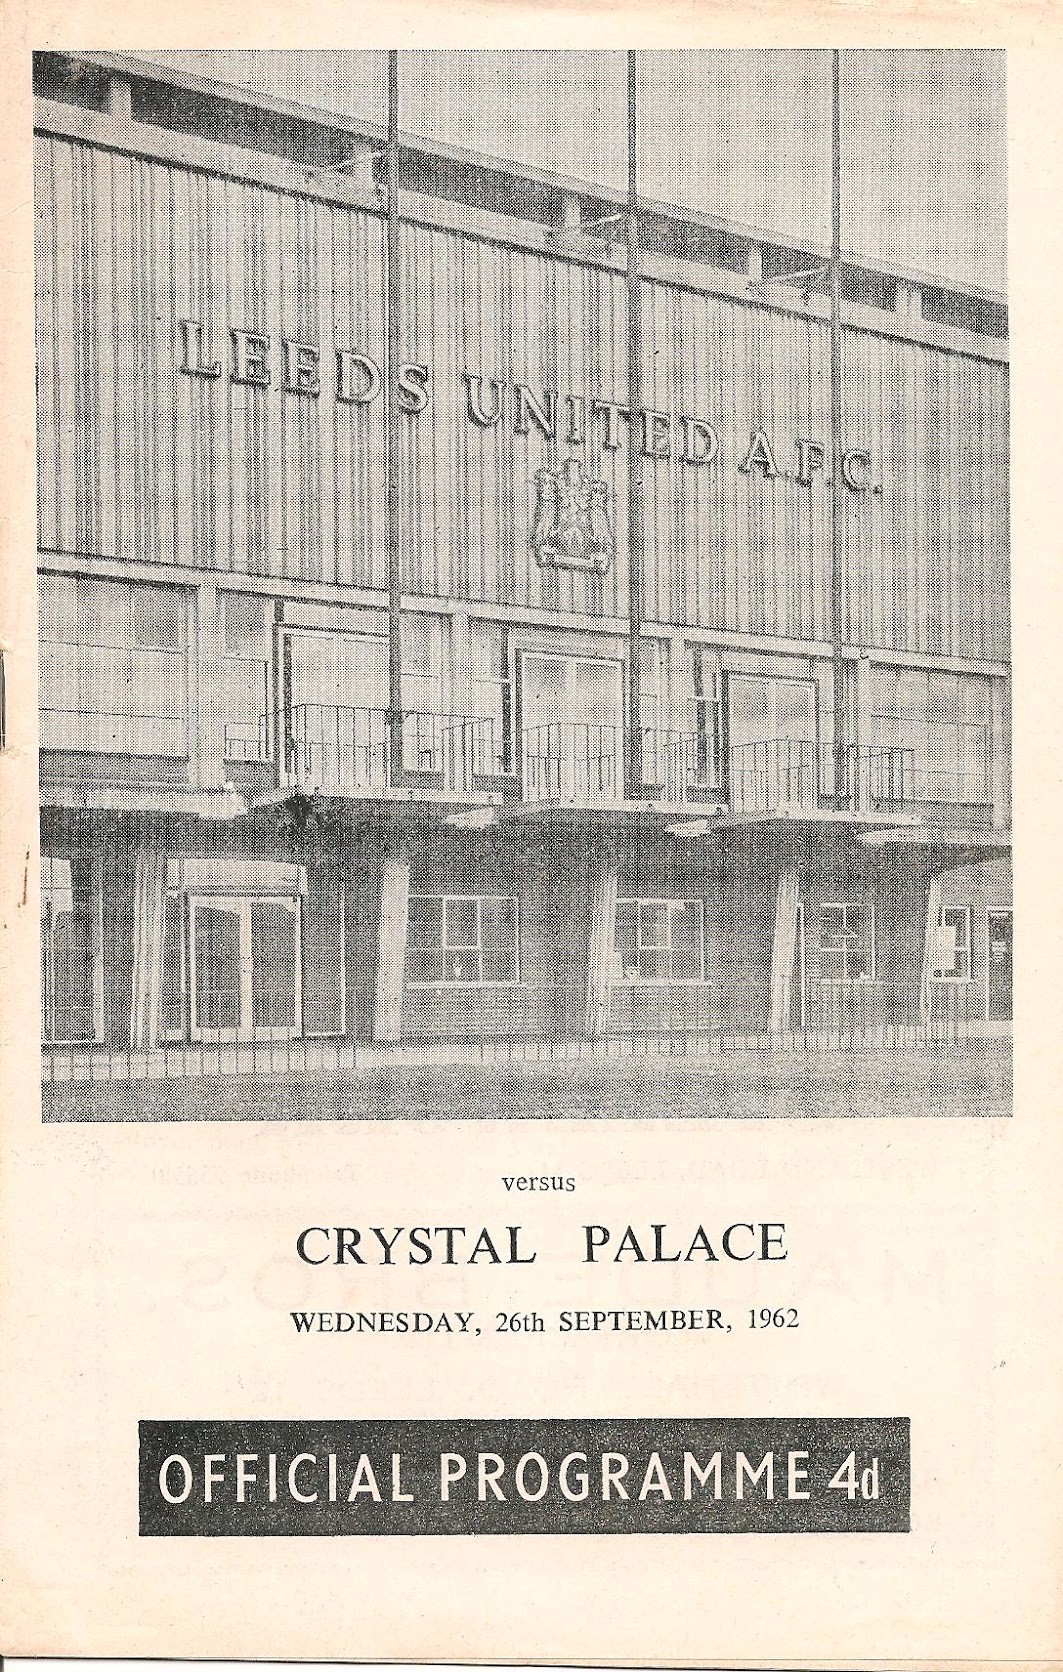 LEEDS UNITED A.F.C.
versus
CRYSTAL PALACE
WEDNESDAY, 26th SEPTEMBER, 1962
OFFICIAL PROGRAMME 4d